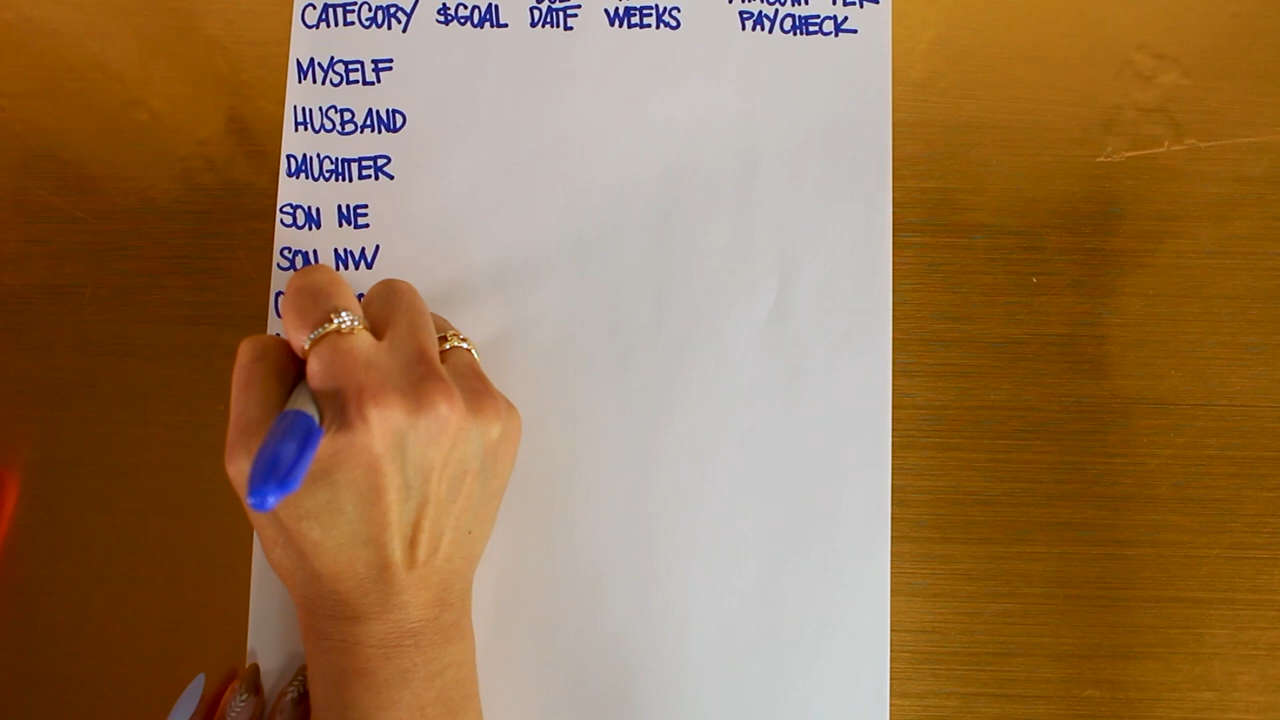 CATEGORY $GOAL DATE WEEKS PAYCHECK
MYSELF
HUSBAND
DAUGHTER
SON NE
SON NW